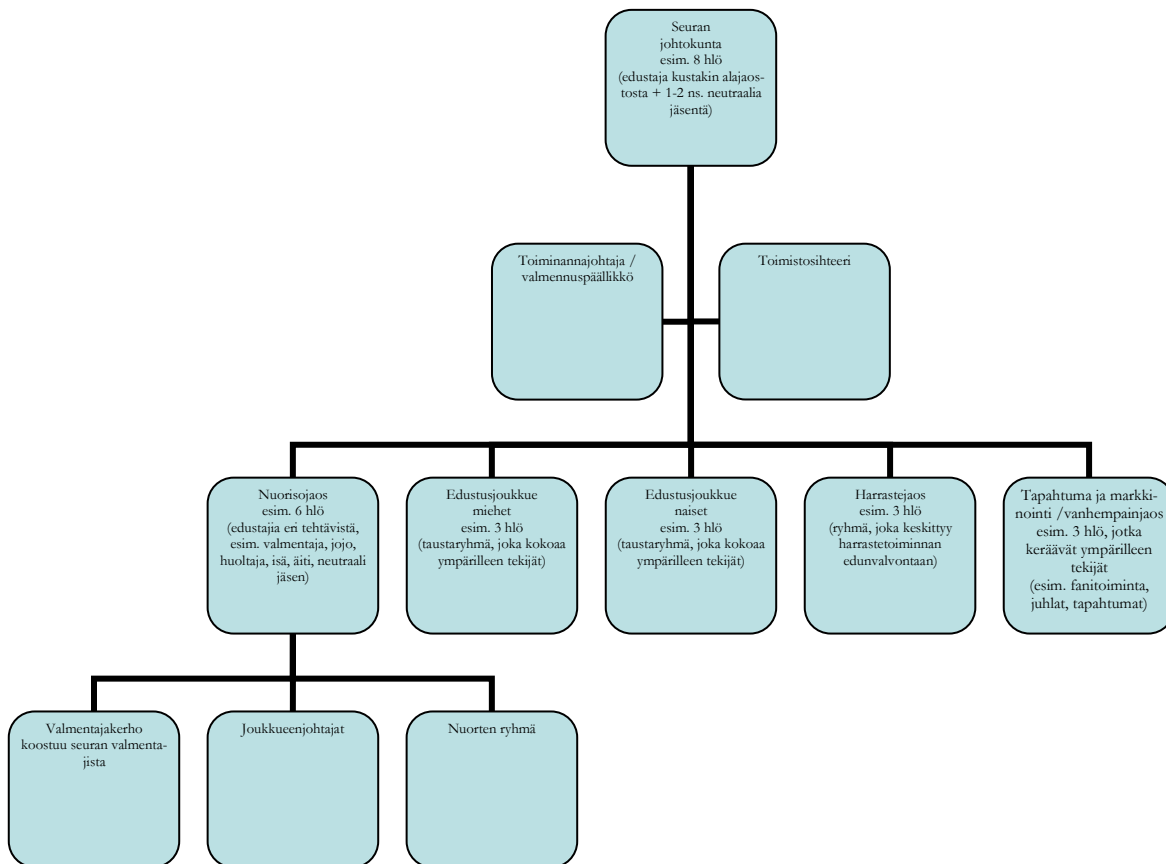 Seuran
johtokunta
esim. 8 hlö
(edustaja kustakin alajaos-
tosta + 1-2 ns. neutraalia
jäsentä)
Toiminannajohtaja /
valmennuspäällikkö
Toimistosihteeri
Nuorisojaos
esim. 6 hlö
(edustajia eri tehtävistä,
esim. valmentaja, jojo,
huoltaja, isä, äiti, neutraali
jäsen)
Edustusjoukkue
miehet
esim. 3 hlö
(taustaryhmä, joka kokoaa
ympärilleen tekijät)
Edustusjoukkue
naiset
esim. 3 hlö
(taustaryhmä, joka kokoaa
ympärilleen tekijät)
Harrastejaos
esim. 3 hlö
(ryhmä, joka keskittyy
harrastetoiminnan
edunvalvontaan)
Tapahtuma ja markki-
nointi /vanhempainjaos
esim. 3 hlö, jotka
keräävät ympärilleen
tekijät
(esim. fanitoiminta,
juhlat, tapahtumat)
Valmentajakerho
koostuu seuran valmenta-
jista
Joukkueenjohtajat
Nuorten ryhmä